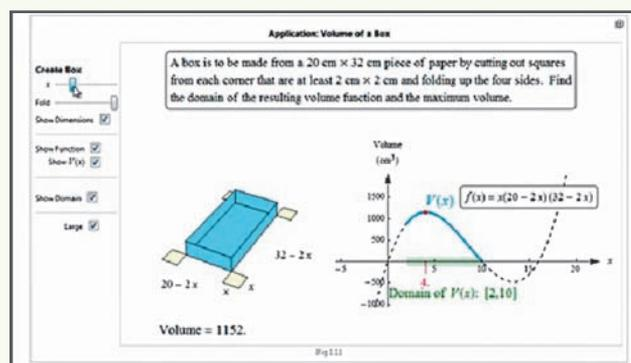 Application: Volume of a Box
A box is to be made from a 20 cm × 32 cm piece of paper by cutting out squares
from each corner that are at least 2 cm × 2 cm and folding up the four sides. Find
the domain of the resulting volume function and the maximum volume.
Create Box
x
Fold
Show Dimensions
Show Function
Show V(x)
Show Domain
Large
20 − 2x
x
x
32 − 2x
Volume = 1152.
Volume
(cm³)
1500
1000
500
−500
−1000
−5
5
10
15
20
x
4.
V(x)
f(x) = x(20 − 2x)(32 − 2x)
Domain of V(x): [2,10]